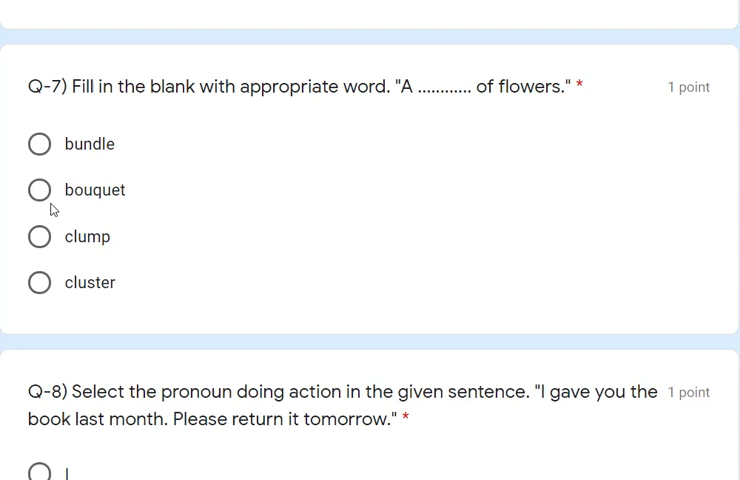 Q-7) Fill in the blank with appropriate word. "A ............ of flowers." * 1 point
bundle
bouquet
clump
cluster
Q-8) Select the pronoun doing action in the given sentence. "I gave you the 1 point
book last month. Please return it tomorrow." *
I